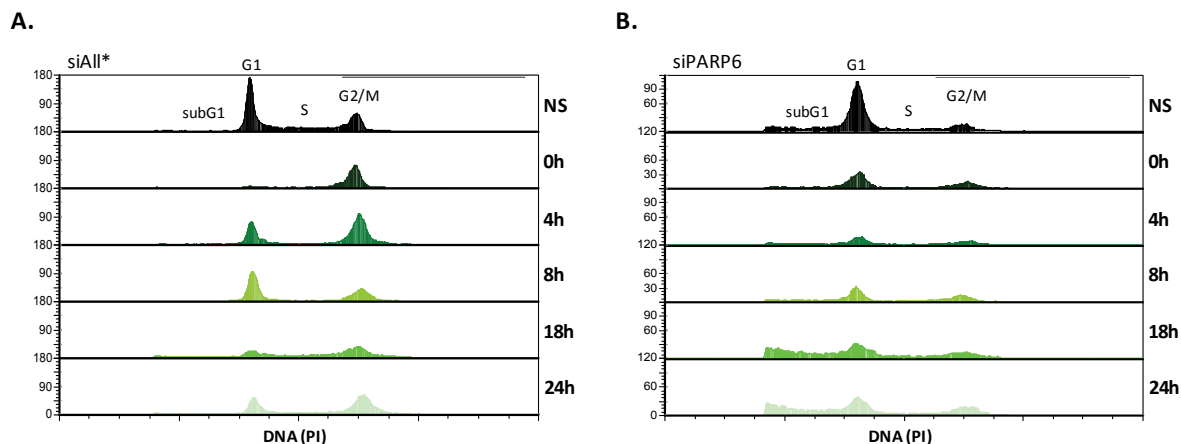 A.
B.
siAll*
siPARP6
G1
subG1
S
G2/M
NS
180
90
180
0h
90
180
4h
90
180
8h
90
180
18h
90
180
24h
90
0
DNA (PI)
G1
subG1
S
G2/M
NS
90
60
120
0h
60
30
4h
90
60
120
8h
60
30
18h
90
60
120
24h
60
0
DNA (PI)